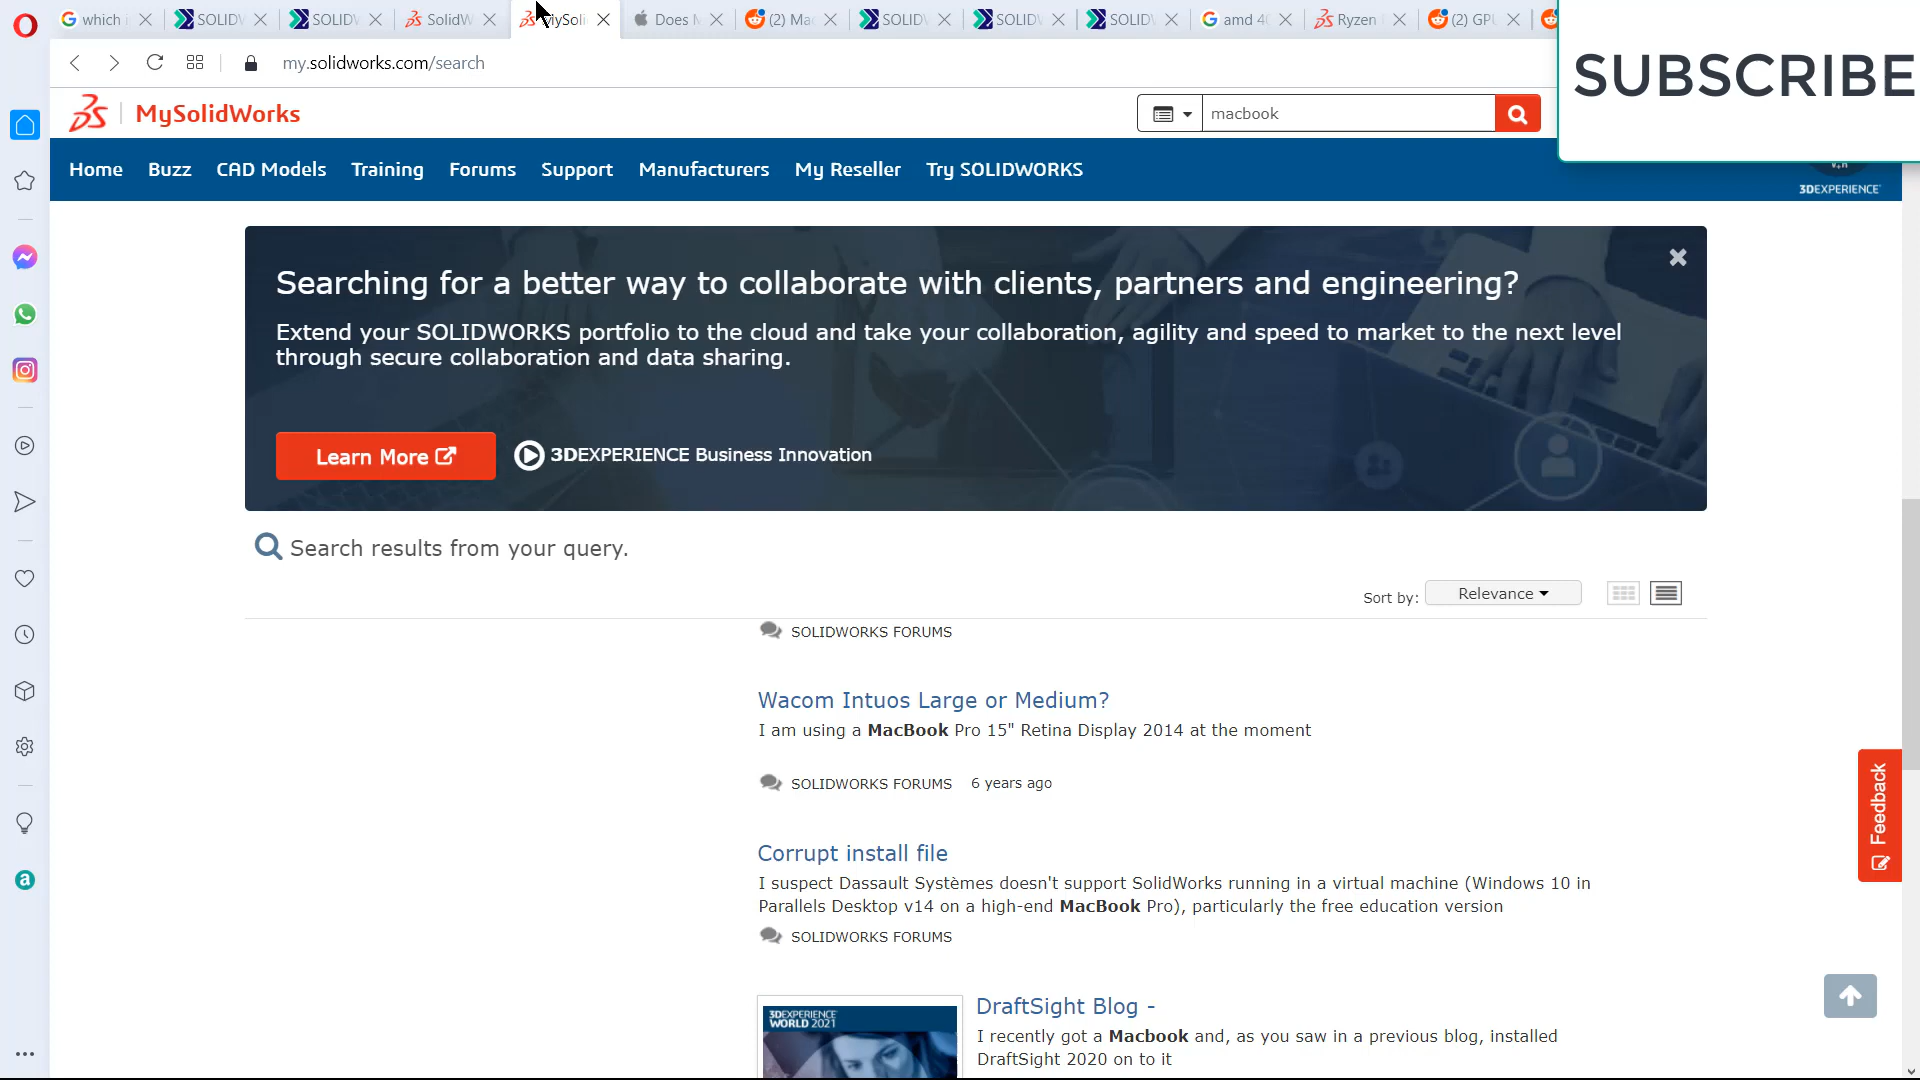 which
SOLIDV
SOLIDV
SolidW
MySoli
Does M
(2) Mac
SOLIDV
SOLIDV
SOLIDV
amd 4
Ryzen
(2) GPU
my.solidworks.com/search
SUBSCRIBE
MySolidWorks
macbook
Home Buzz CAD Models Training Forums Support Manufacturers My Reseller Try SOLIDWORKS
3DEXPERIENCE
Searching for a better way to collaborate with clients, partners and engineering?
Extend your SOLIDWORKS portfolio to the cloud and take your collaboration, agility and speed to market to the next level
through secure collaboration and data sharing.
Learn More
3DEXPERIENCE Business Innovation
Search results from your query.
Sort by: Relevance
SOLIDWORKS FORUMS
Wacom Intuos Large or Medium?
I am using a MacBook Pro 15" Retina Display 2014 at the moment
SOLIDWORKS FORUMS 6 years ago
Feedback
Corrupt install file
I suspect Dassault Systèmes doesn't support SolidWorks running in a virtual machine (Windows 10 in
Parallels Desktop v14 on a high-end MacBook Pro), particularly the free education version
SOLIDWORKS FORUMS
3DEXPERIENCE
WORLD 2021
DraftSight Blog -
I recently got a Macbook and, as you saw in a previous blog, installed
DraftSight 2020 on to it